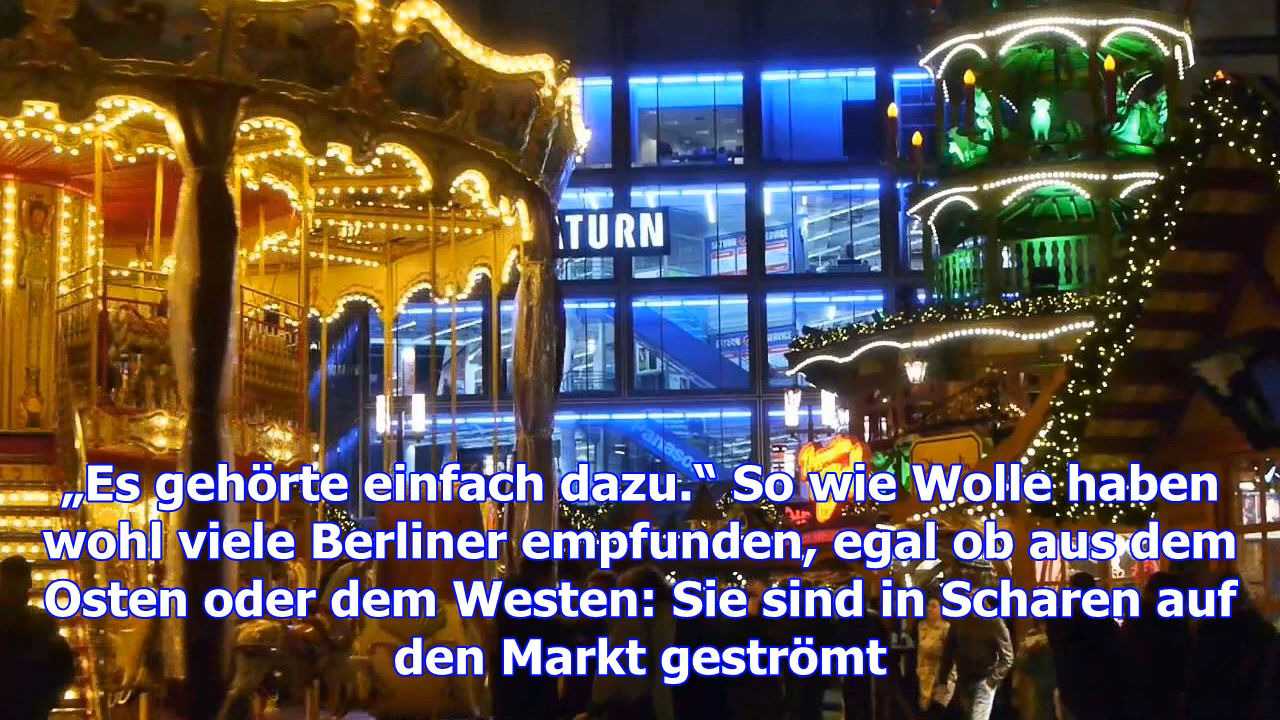 ATURN
Panaso
„Es gehörte einfach dazu.“ So wie Wolle haben
wohl viele Berliner empfunden, egal ob aus dem
Osten oder dem Westen: Sie sind in Scharen auf
den Markt geströmt